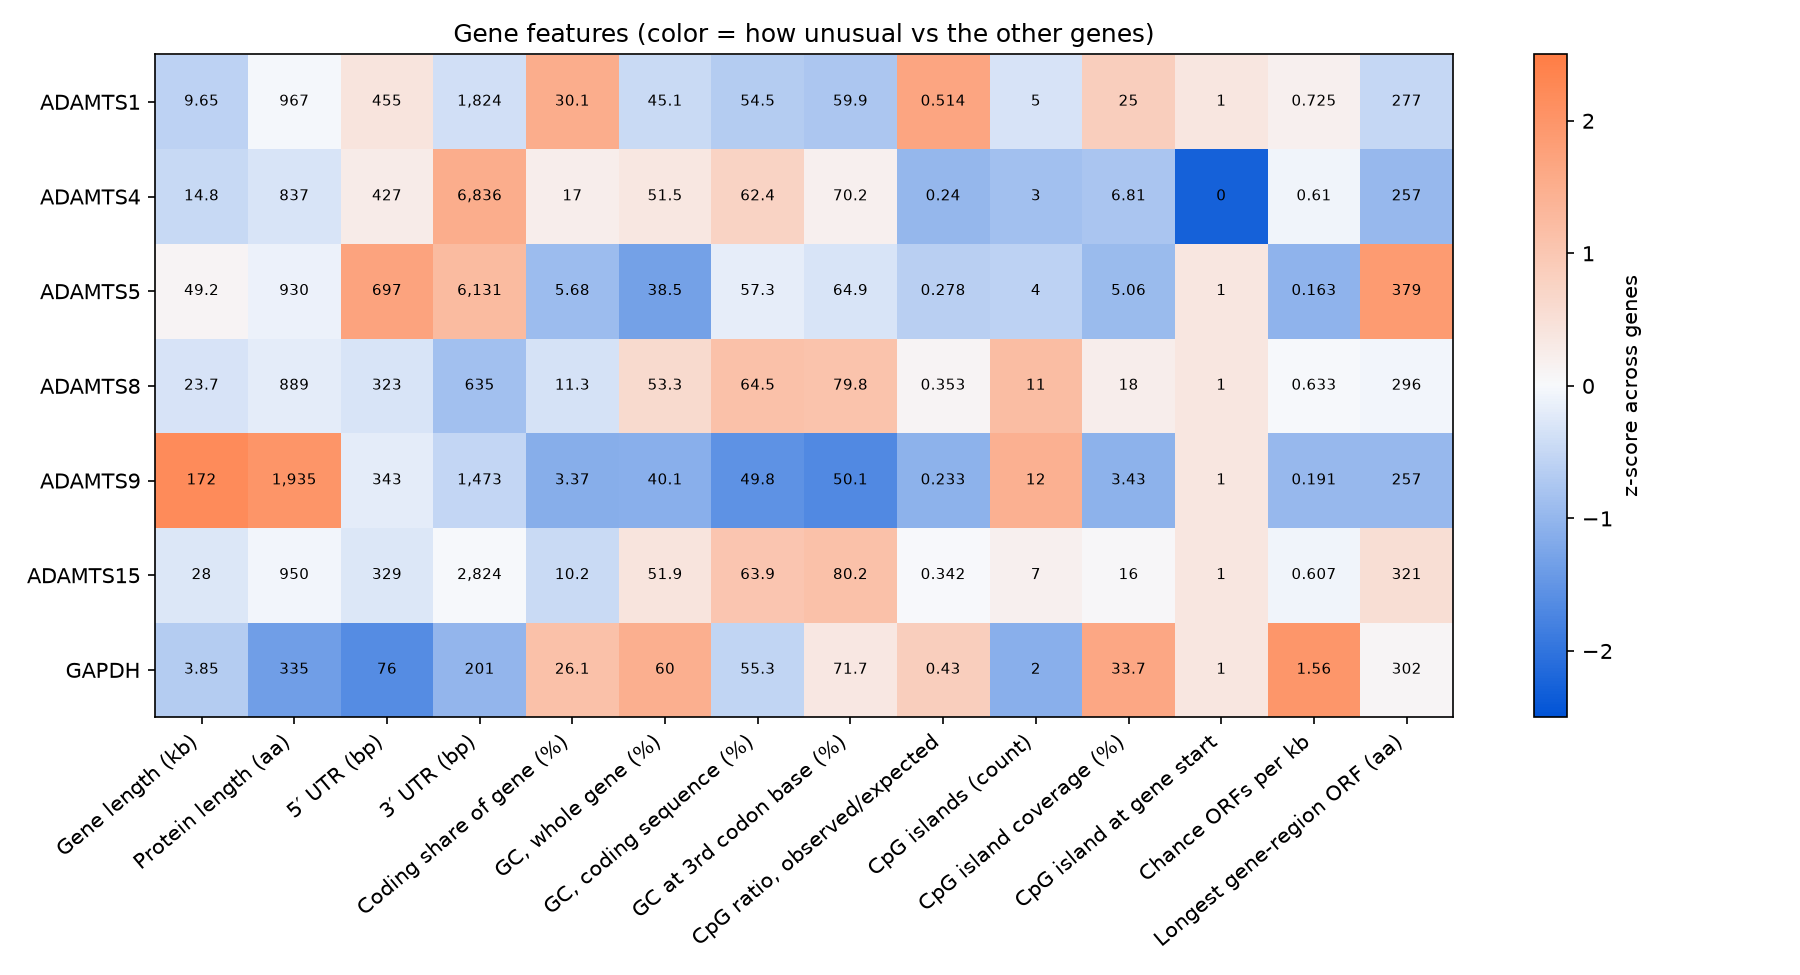 Gene features (color = how unusual vs the other genes)
ADAMTS1 9.65 967 455 1,824 30.1 45.1 54.5 59.9 0.514 5 25 1 0.725 277
ADAMTS4 14.8 837 427 6,836 17 51.5 62.4 70.2 0.24 3 6.81 0 0.61 257
ADAMTS5 49.2 930 697 6,131 5.68 38.5 57.3 64.9 0.278 4 5.06 1 0.163 379
ADAMTS8 23.7 889 323 635 11.3 53.3 64.5 79.8 0.353 11 18 1 0.633 296
ADAMTS9 172 1,935 343 1,473 3.37 40.1 49.8 50.1 0.233 12 3.43 1 0.191 257
ADAMTS15 28 950 329 2,824 10.2 51.9 63.9 80.2 0.342 7 16 1 0.607 321
GAPDH 3.85 335 76 201 26.1 60 55.3 71.7 0.43 2 33.7 1 1.56 302
Gene length (kb)
Protein length (aa)
5′ UTR (bp)
3′ UTR (bp)
Coding share of gene (%)
GC, whole gene (%)
GC, coding sequence (%)
GC at 3rd codon base (%)
CpG ratio, observed/expected
CpG islands (count)
CpG island coverage (%)
CpG island at gene start
Chance ORFs per kb
Longest gene-region ORF (aa)
2
1
0
−1
−2
z-score across genes